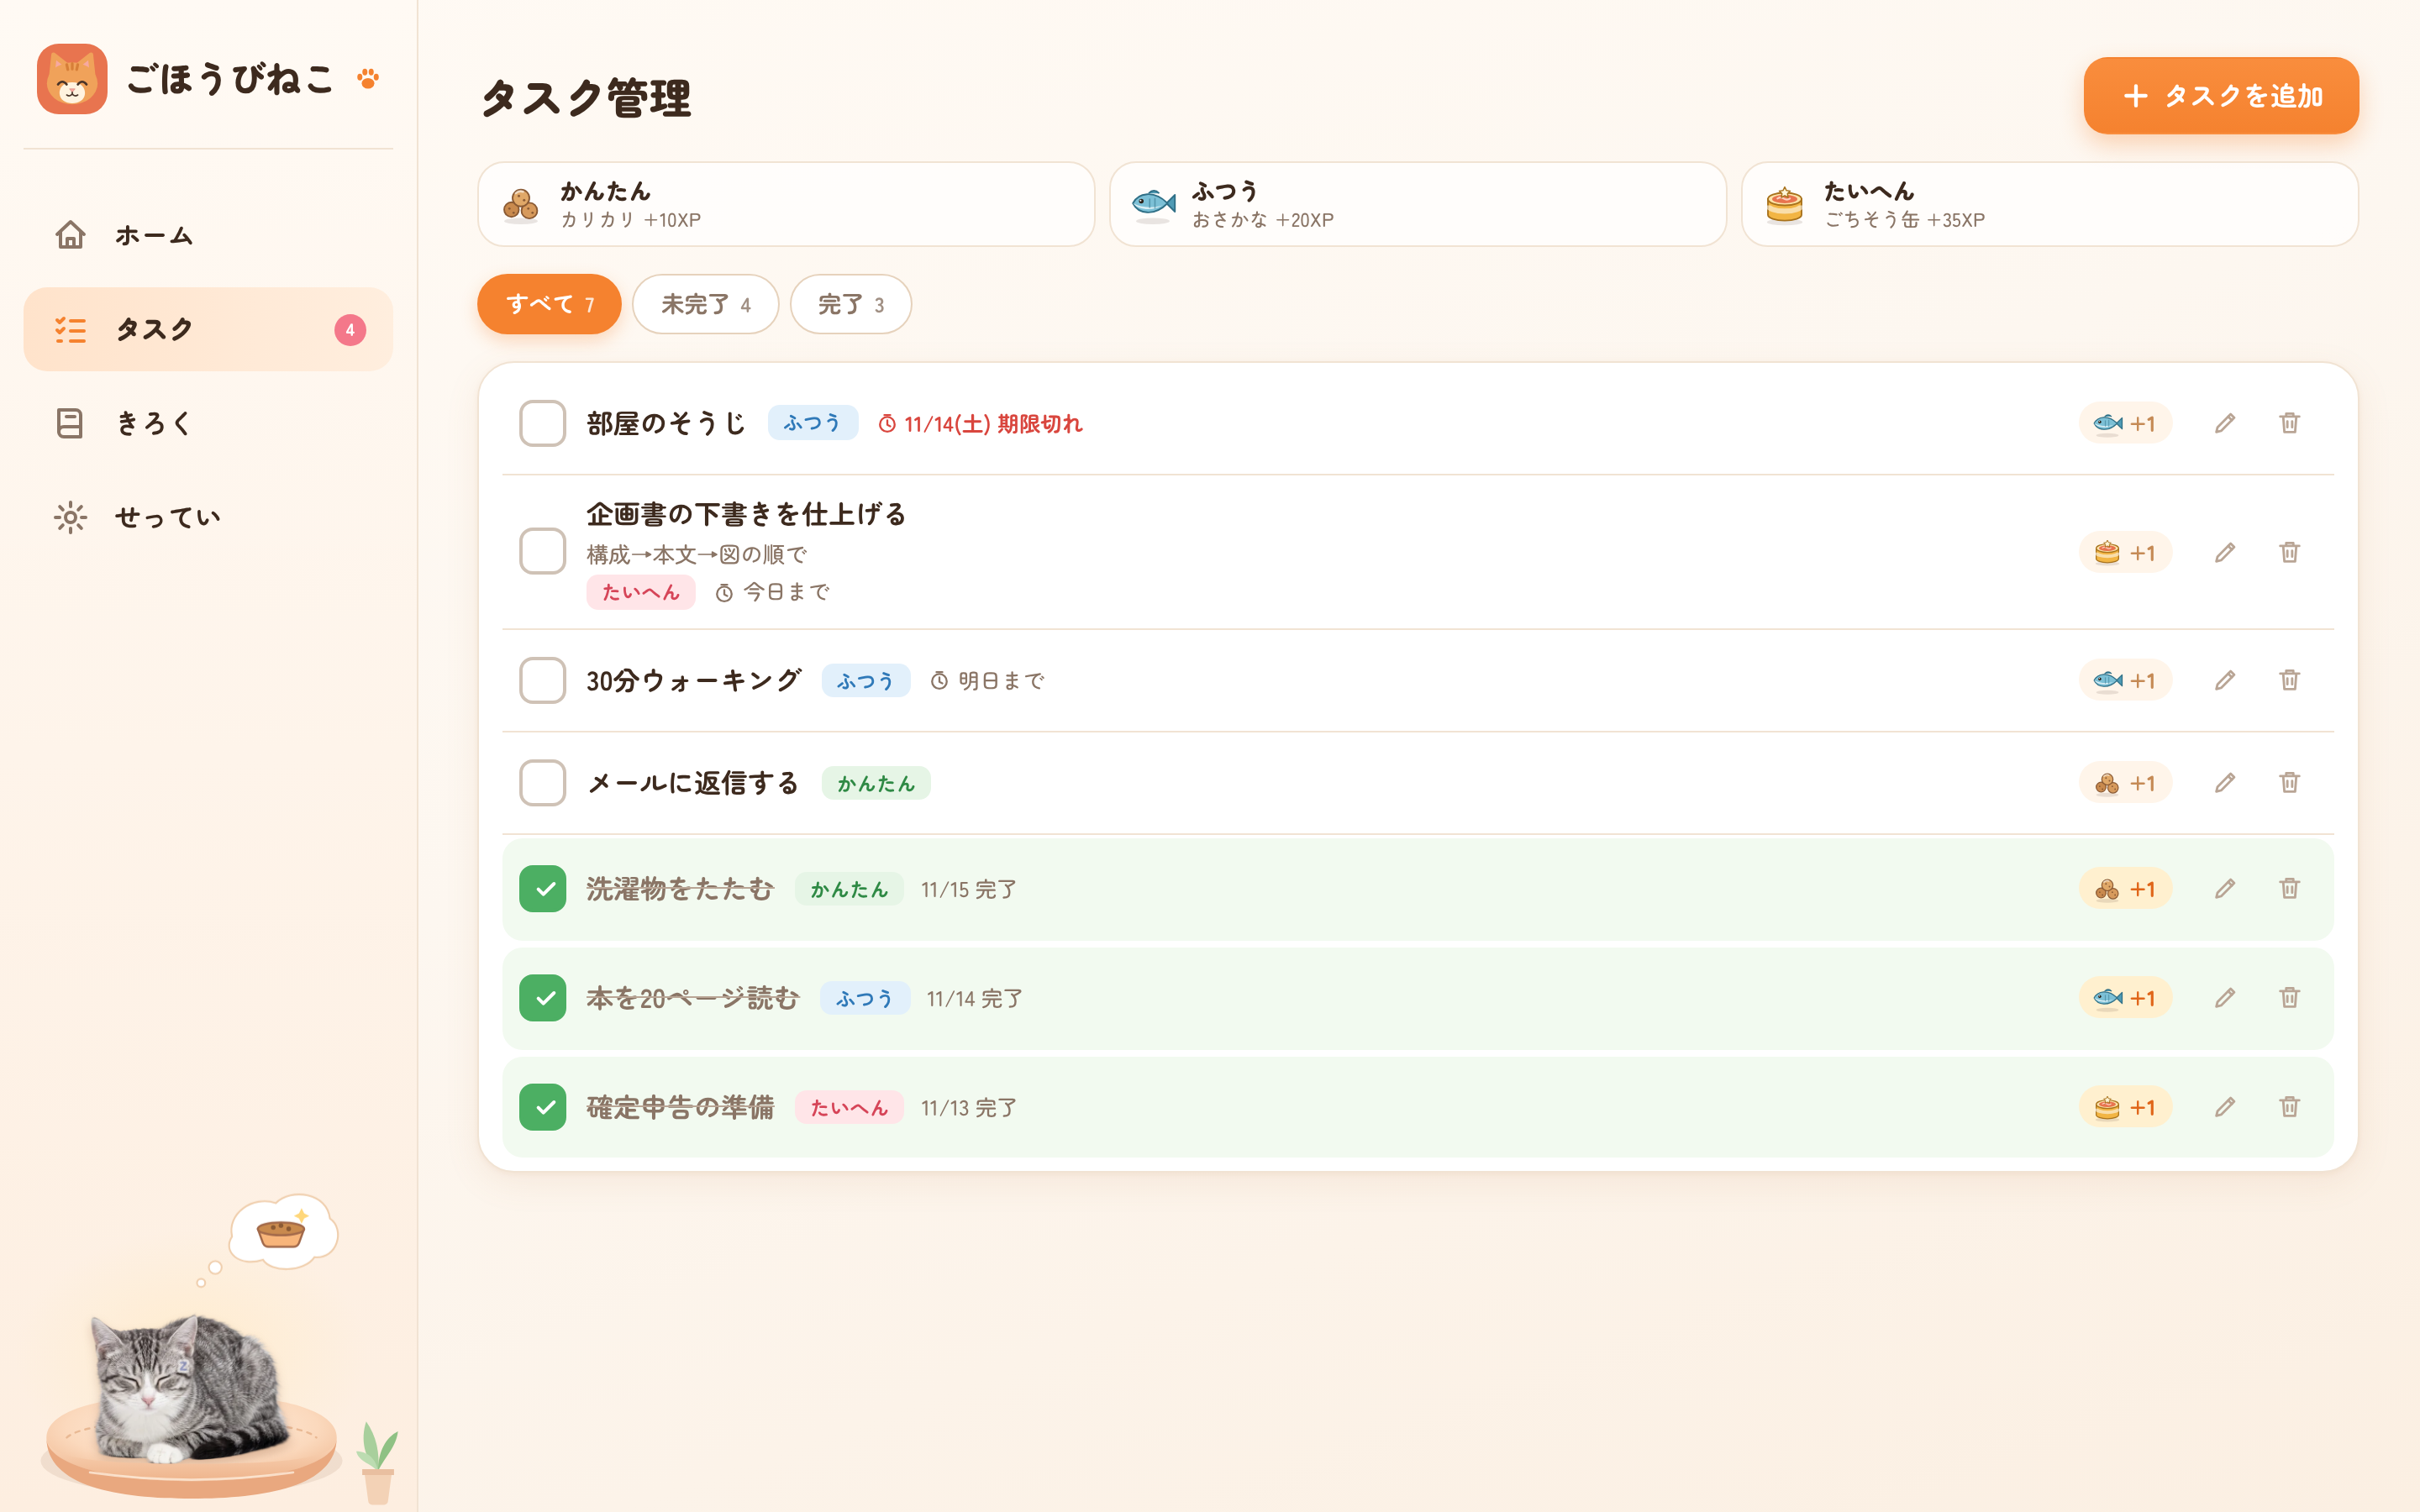 ごほうびねこ
ホーム
タスク 4
きろく
せってい
Z
タスク管理
+ タスクを追加
かんたん
カリカリ +10XP
ふつう
おさかな +20XP
たいへん
ごちそう缶 +35XP
すべて 7
未完了 4
完了 3
部屋のそうじ ふつう 11/14(土) 期限切れ +1
企画書の下書きを仕上げる
構成→本文→図の順で
たいへん 今日まで +1
30分ウォーキング ふつう 明日まで +1
メールに返信する かんたん +1
洗濯物をたたむ かんたん 11/15 完了 +1
本を20ページ読む ふつう 11/14 完了 +1
確定申告の準備 たいへん 11/13 完了 +1